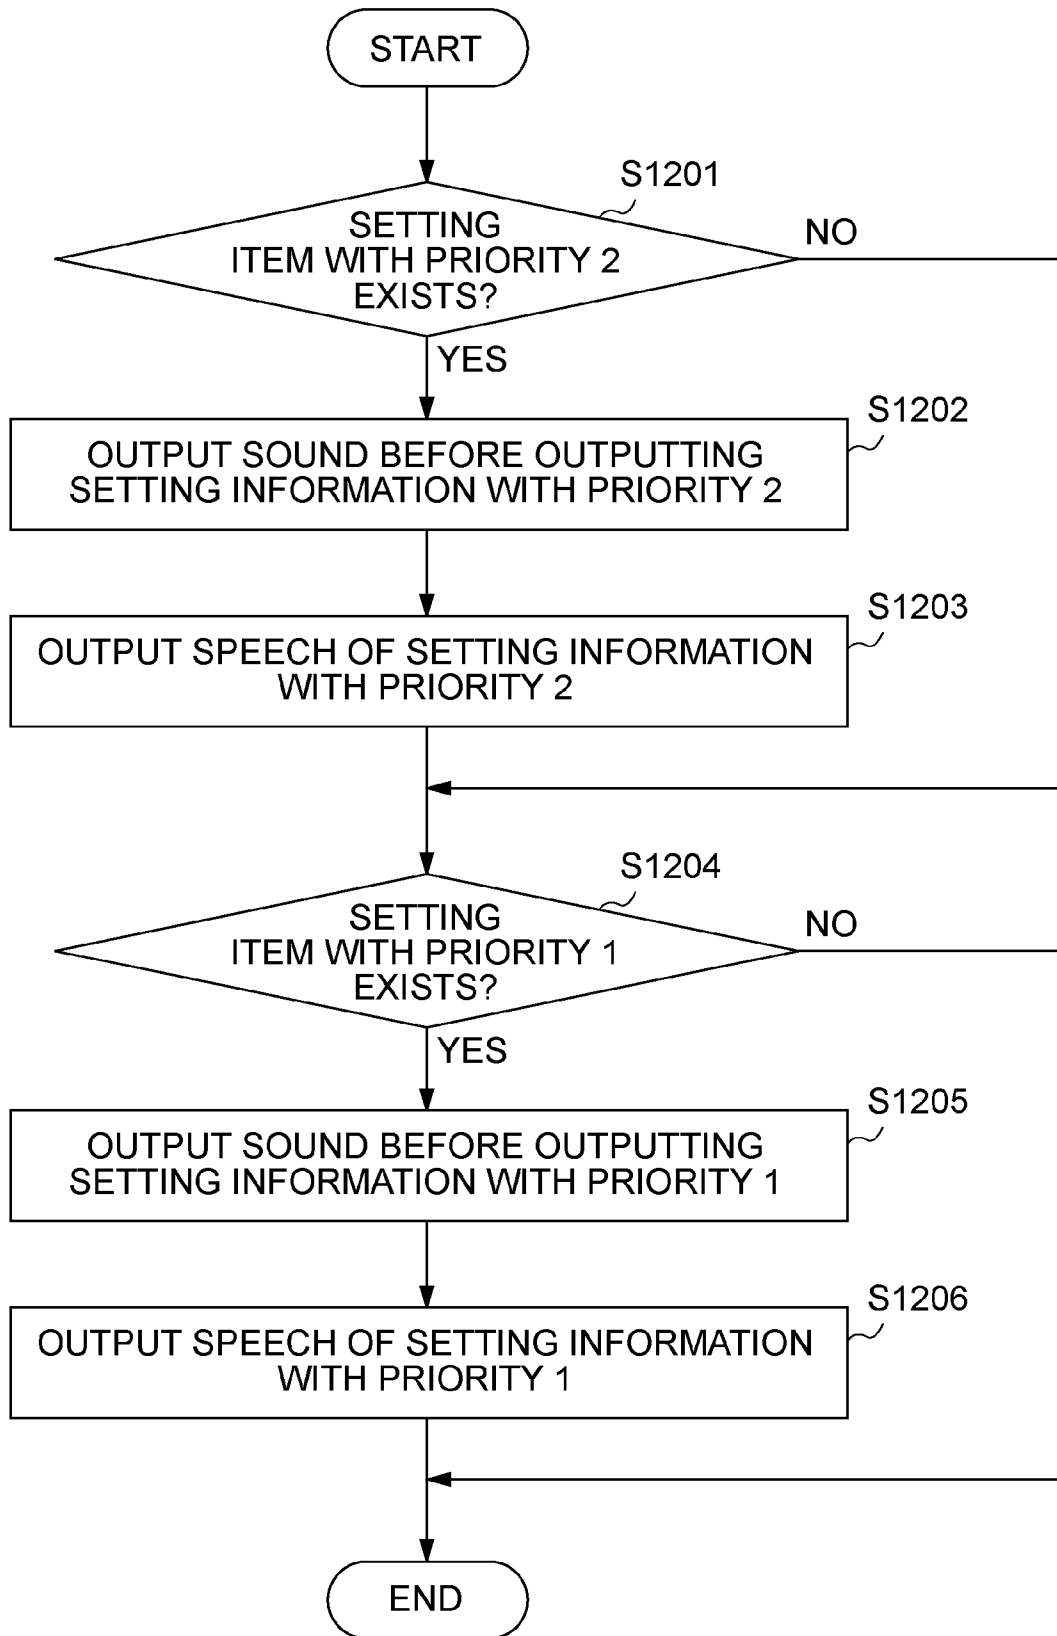 START
S1201
SETTING
ITEM WITH PRIORITY 2
EXISTS?
NO
YES
S1202
OUTPUT SOUND BEFORE OUTPUTTING
SETTING INFORMATION WITH PRIORITY 2
S1203
OUTPUT SPEECH OF SETTING INFORMATION
WITH PRIORITY 2
S1204
SETTING
ITEM WITH PRIORITY 1
EXISTS?
NO
YES
S1205
OUTPUT SOUND BEFORE OUTPUTTING
SETTING INFORMATION WITH PRIORITY 1
S1206
OUTPUT SPEECH OF SETTING INFORMATION
WITH PRIORITY 1
END